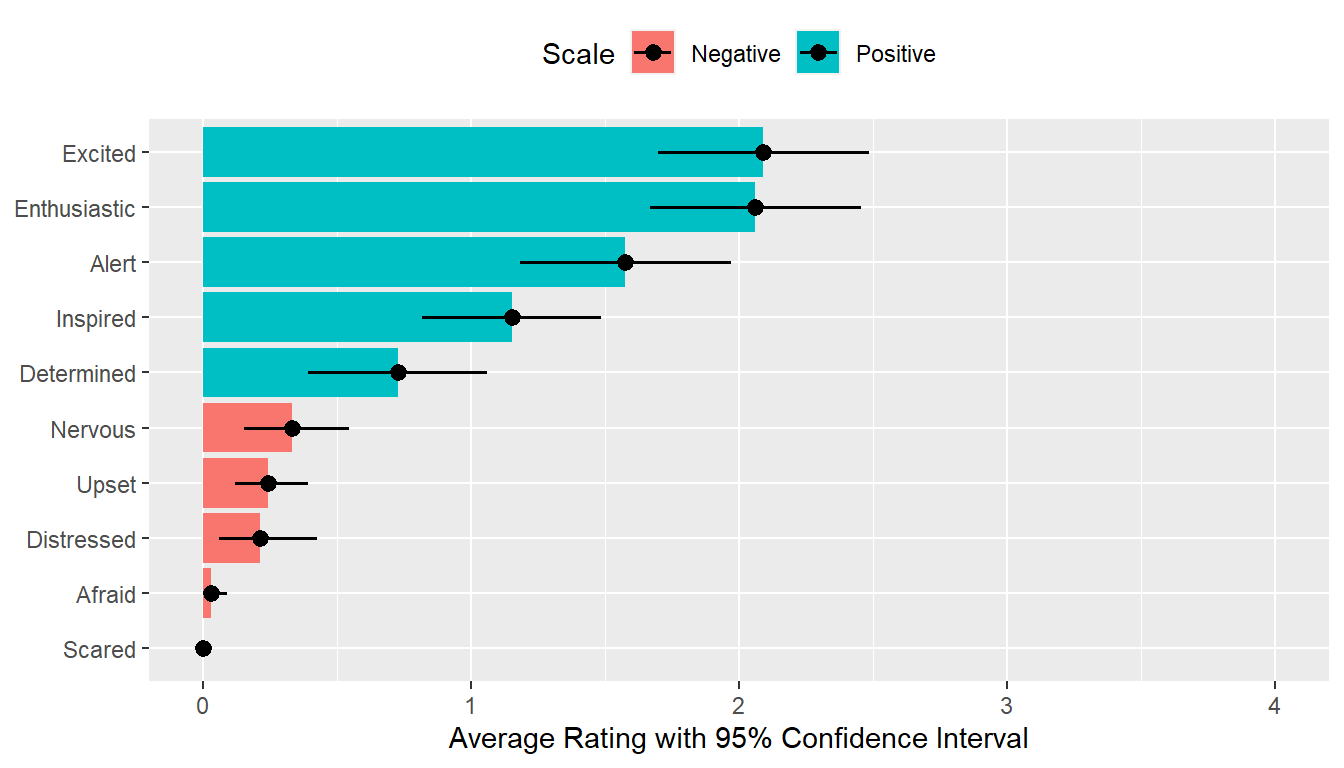 Scale Negative Positive
Excited
Enthusiastic
Alert
Inspired
Determined
Nervous
Upset
Distressed
Afraid
Scared
0 1 2 3 4
Average Rating with 95% Confidence Interval